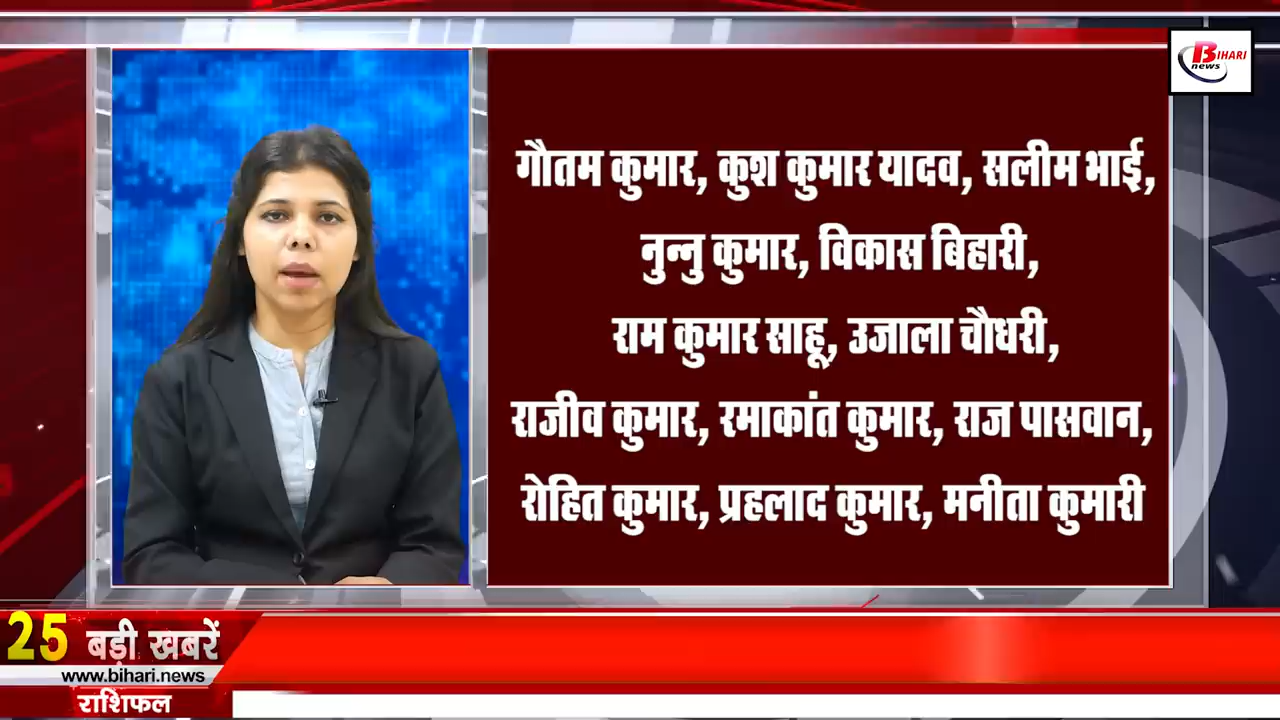 BIHARI
news
गौतम कुमार, कुश कुमार यादव, सलीम भाई,
नुन्नु कुमार, विकास बिहारी,
राम कुमार साहू, उजाला चौधरी,
राजीव कुमार, रमाकांत कुमार, राज पासवान,
रोहित कुमार, प्रहलाद कुमार, मनीता कुमारी
25 बड़ी खबरें
www.bihari.news
राशिफल